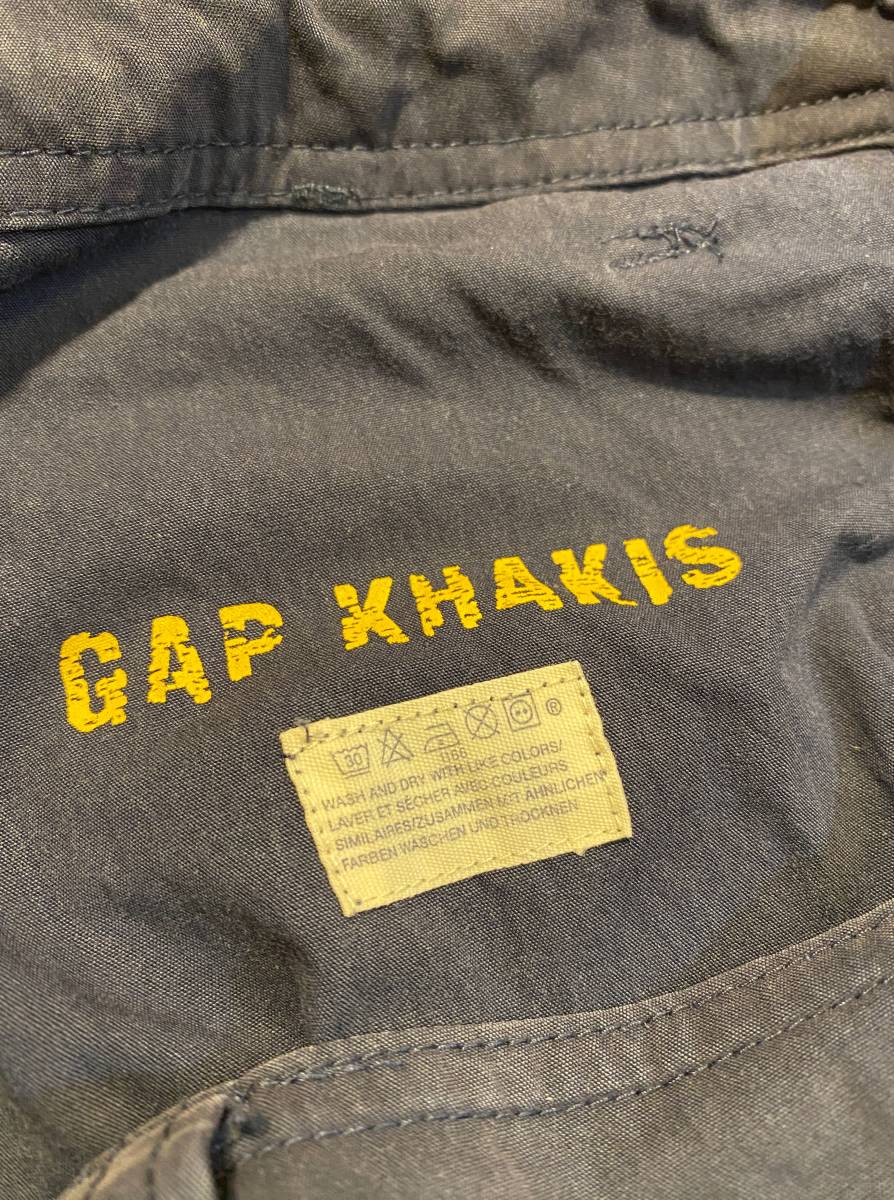 GAP KHAKIS
30 ®
WASH AND DRY WITH LIKE COLORS/
LAVER ET SÉCHER AVEC COULEURS
SIMILAIRES/ZUSAMMEN MIT ÄHNLICHEN
FARBEN WASCHEN UND TROCKNEN